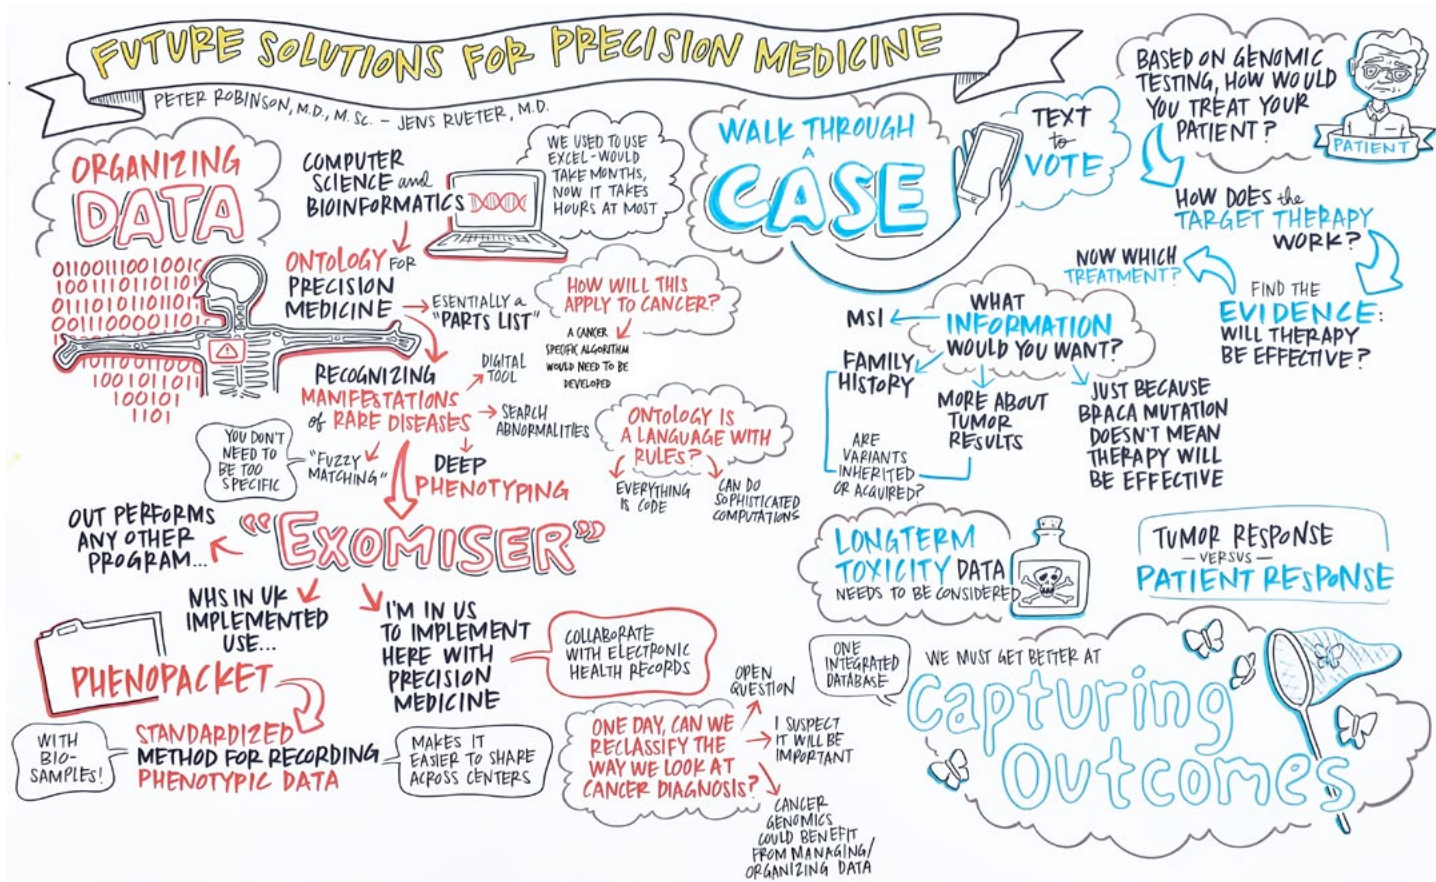 FUTURE SOLUTIONS FOR PRECISION MEDICINE
PETER ROBINSON, M.D., M. Sc. – JENS RUETER, M.D.
ORGANIZING
DATA
COMPUTER
SCIENCE and
BIOINFORMATICS
WE USED TO USE
EXCEL-WOULD
TAKE MONTHS,
NOW IT TAKES
HOURS AT MOST
ONTOLOGY FOR
PRECISION
MEDICINE
ESENTIALLY a
"PARTS LIST"
HOW WILL THIS
APPLY TO CANCER?
A CANCER
SPECIFIC ALGORITHM
WOULD NEED TO BE
DEVELOPED
RECOGNIZING
MANIFESTATIONS
of RARE DISEASES
DIGITAL
TOOL
SEARCH
ABNORMALITIES
DEEP
PHENOTYPING
"FUZZY
MATCHING"
YOU DON'T
NEED TO
BE TOO
SPECIFIC
ONTOLOGY IS
A LANGUAGE WITH
RULES?
EVERYTHING
IS CODE
CAN DO
SOPHISTICATED
COMPUTATIONS
"EXOMISER"
OUT PERFORMS
ANY OTHER
PROGRAM...
NHS IN UK
IMPLEMENTED
USE...
PHENOPACKET
STANDARDIZED
METHOD FOR RECORDING
PHENOTYPIC DATA
WITH
BIO-
SAMPLES!
MAKES IT
EASIER TO SHARE
ACROSS CENTERS
I'M IN US
TO IMPLEMENT
HERE WITH
PRECISION
MEDICINE
COLLABORATE
WITH ELECTRONIC
HEALTH RECORDS
ONE DAY, CAN WE
RECLASSIFY THE
WAY WE LOOK AT
CANCER DIAGNOSIS?
OPEN
QUESTION
I SUSPECT
IT WILL BE
IMPORTANT
CANCER
GENOMICS
COULD BENEFIT
FROM MANAGING/
ORGANIZING DATA
WALK THROUGH
A
CASE
TEXT
to
VOTE
BASED ON GENOMIC
TESTING, HOW WOULD
YOU TREAT YOUR
PATIENT?
PATIENT
HOW DOES the
TARGET THERAPY
WORK?
FIND THE
EVIDENCE:
WILL THERAPY
BE EFFECTIVE?
NOW WHICH
TREATMENT?
WHAT
INFORMATION
WOULD YOU WANT?
MSI
FAMILY
HISTORY
MORE ABOUT
TUMOR
RESULTS
ARE
VARIANTS
INHERITED
OR ACQUIRED?
JUST BECAUSE
BRACA MUTATION
DOESN'T MEAN
THERAPY WILL
BE EFFECTIVE
LONGTERM
TOXICITY DATA
NEEDS TO BE CONSIDERED
TUMOR RESPONSE
– VERSUS –
PATIENT RESPONSE
ONE
INTEGRATED
DATABASE
WE MUST GET BETTER AT
Capturing
Outcomes